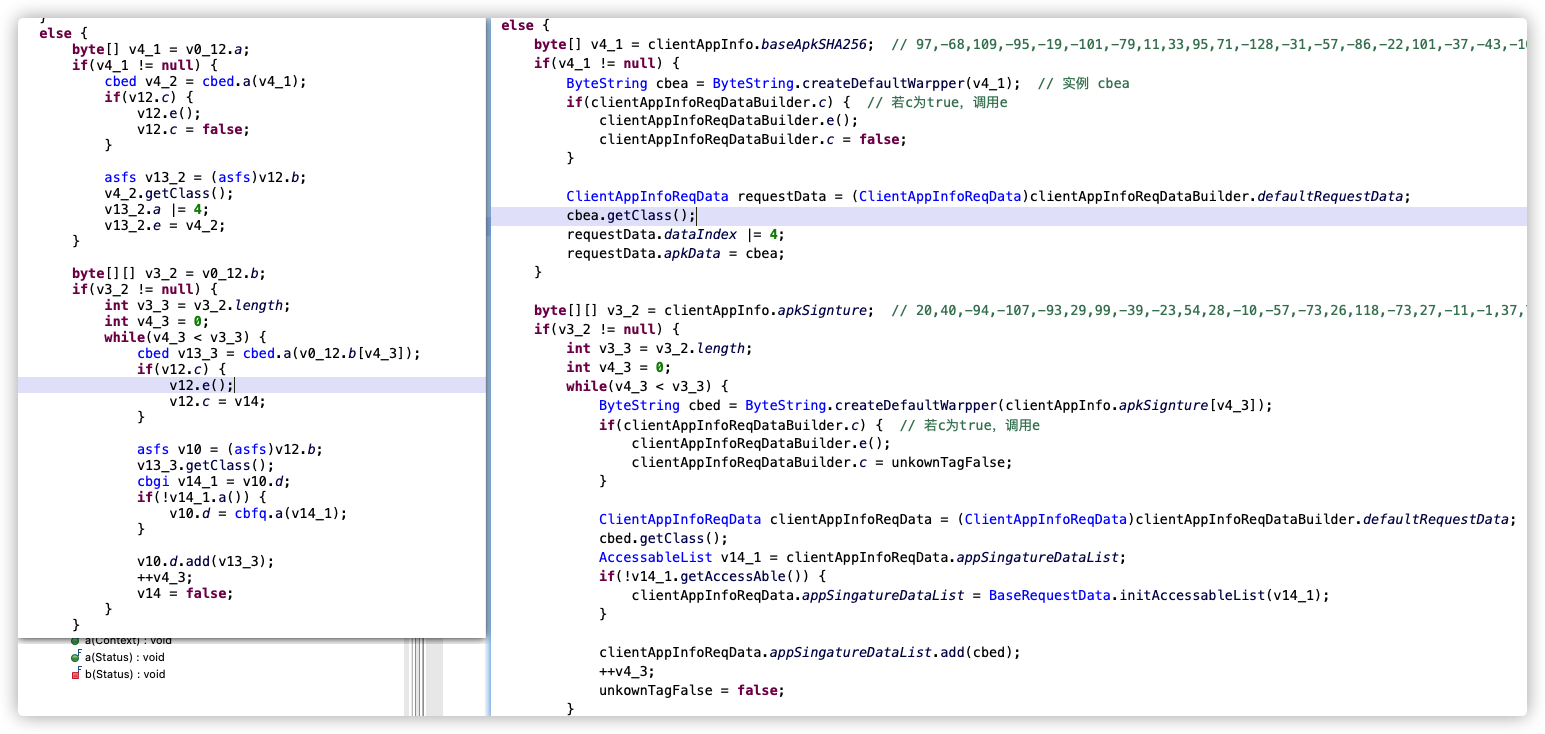 }
else {
byte[] v4_1 = v0_12.a;
if(v4_1 != null) {
cbed v4_2 = cbed.a(v4_1);
if(v12.c) {
v12.e();
v12.c = false;
}
asfs v13_2 = (asfs)v12.b;
v4_2.getClass();
v13_2.a |= 4;
v13_2.e = v4_2;
}
byte[][] v3_2 = v0_12.b;
if(v3_2 != null) {
int v3_3 = v3_2.length;
int v4_3 = 0;
while(v4_3 < v3_3) {
cbed v13_3 = cbed.a(v0_12.b[v4_3]);
if(v12.c) {
v12.e();
v12.c = v14;
}
asfs v10 = (asfs)v12.b;
v13_3.getClass();
cbgi v14_1 = v10.d;
if(!v14_1.a()) {
v10.d = cbfq.a(v14_1);
}
v10.d.add(v13_3);
++v4_3;
v14 = false;
}
}
a(Context) : void
a(Status) : void
b(Status) : void
else {
byte[] v4_1 = clientAppInfo.baseApkSHA256;  // 97,-68,109,-95,-19,-101,-79,11,33,95,71,-128,-31,-57,-86,-22,101,-37,-43,
if(v4_1 != null) {
ByteString cbea = ByteString.createDefaultWarpper(v4_1);  // 实例 cbea
if(clientAppInfoReqDataBuilder.c) {  // 若c为true，调用e
clientAppInfoReqDataBuilder.e();
clientAppInfoReqDataBuilder.c = false;
}
ClientAppInfoReqData requestData = (ClientAppInfoReqData)clientAppInfoReqDataBuilder.defaultRequestData;
cbea.getClass();
requestData.dataIndex |= 4;
requestData.apkData = cbea;
}
byte[][] v3_2 = clientAppInfo.apkSignture;  // 20,40,-94,-107,-93,29,99,-39,-23,54,28,-10,-57,-73,26,118,-73,27,-11,-1,37,
if(v3_2 != null) {
int v3_3 = v3_2.length;
int v4_3 = 0;
while(v4_3 < v3_3) {
ByteString cbed = ByteString.createDefaultWarpper(clientAppInfo.apkSignture[v4_3]);
if(clientAppInfoReqDataBuilder.c) {  // 若c为true，调用e
clientAppInfoReqDataBuilder.e();
clientAppInfoReqDataBuilder.c = unkownTagFalse;
}
ClientAppInfoReqData clientAppInfoReqData = (ClientAppInfoReqData)clientAppInfoReqDataBuilder.defaultRequestData;
cbed.getClass();
AccessableList v14_1 = clientAppInfoReqData.appSingatureDataList;
if(!v14_1.getAccessAble()) {
clientAppInfoReqData.appSingatureDataList = BaseRequestData.initAccessableList(v14_1);
}
clientAppInfoReqData.appSingatureDataList.add(cbed);
++v4_3;
unkownTagFalse = false;
}